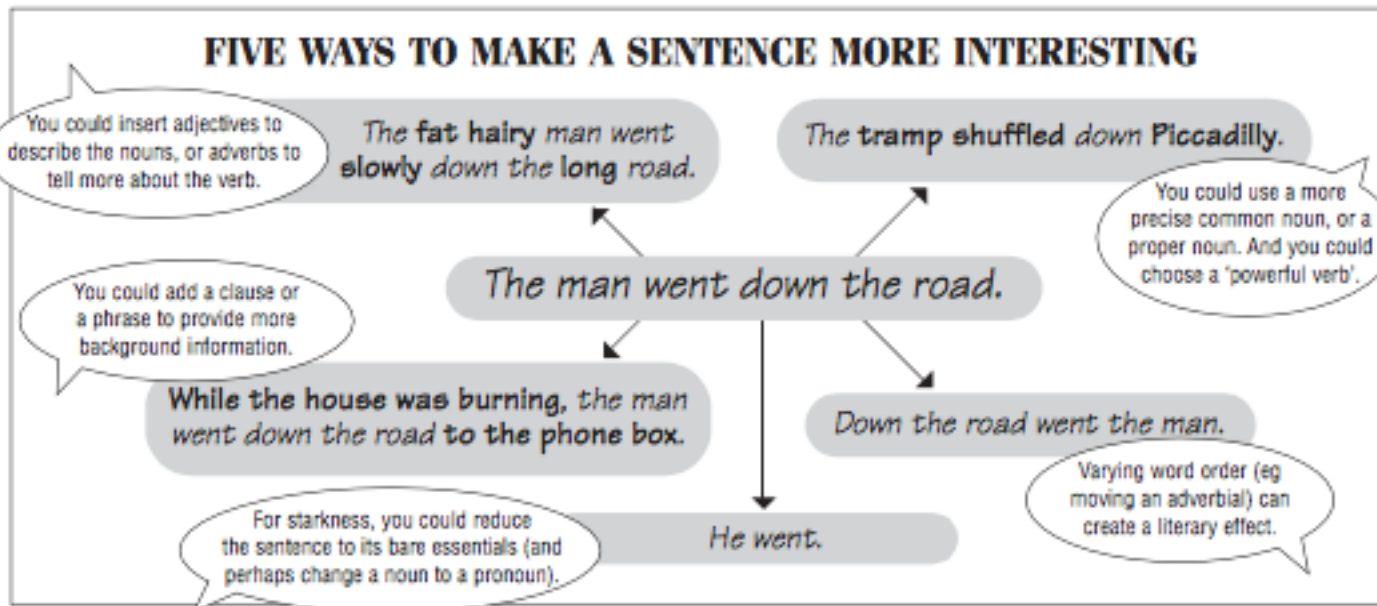 FIVE WAYS TO MAKE A SENTENCE MORE INTERESTING
You could insert adjectives to
describe the nouns, or adverbs to
tell more about the verb.
The fat hairy man went
slowly down the long road.
The tramp shuffled down Piccadilly.
You could use a more
precise common noun, or a
proper noun. And you could
choose a 'powerful verb'.
The man went down the road.
You could add a clause or
a phrase to provide more
background information.
While the house was burning, the man
went down the road to the phone box.
Down the road went the man.
Varying word order (eg
moving an adverbial) can
create a literary effect.
For starkness, you could reduce
the sentence to its bare essentials (and
perhaps change a noun to a pronoun).
He went.